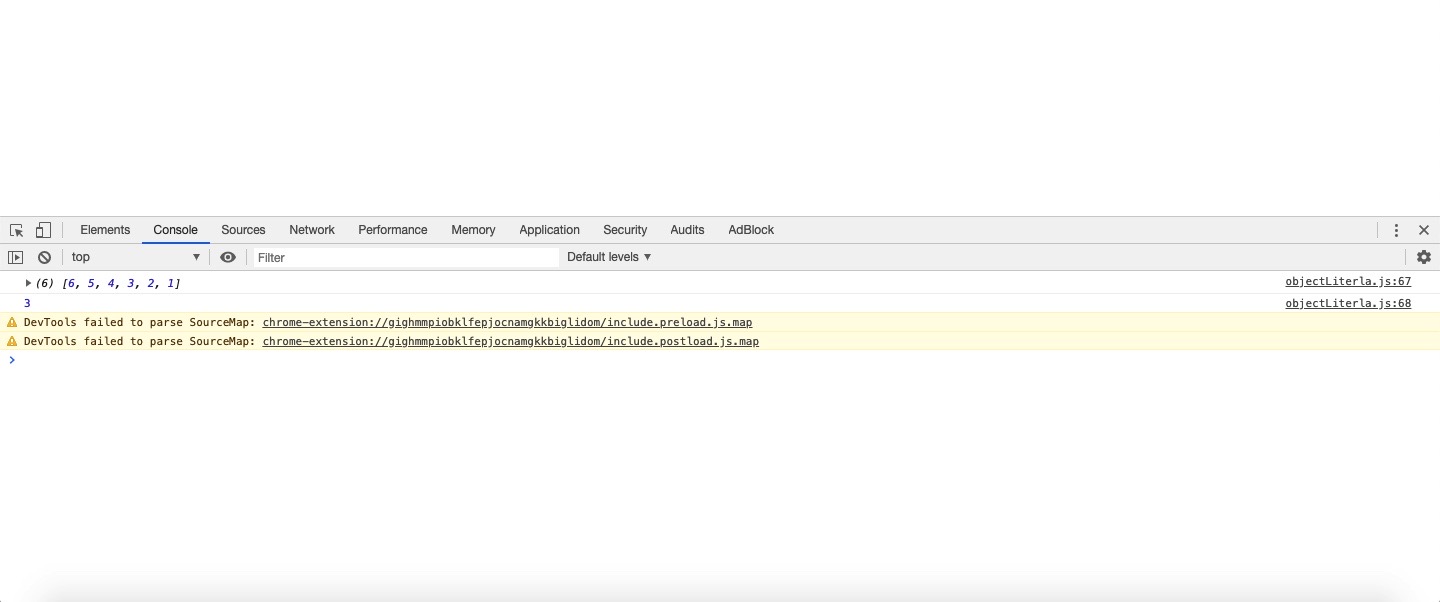 Elements Console Sources Network Performance Memory Application Security Audits AdBlock
top Filter Default levels
(6) [6, 5, 4, 3, 2, 1] objectLiterla.js:67
3 objectLiterla.js:68
DevTools failed to parse SourceMap: chrome-extension://gighmmpiobklfepjocnamgkkbiglidom/include.preload.js.map
DevTools failed to parse SourceMap: chrome-extension://gighmmpiobklfepjocnamgkkbiglidom/include.postload.js.map